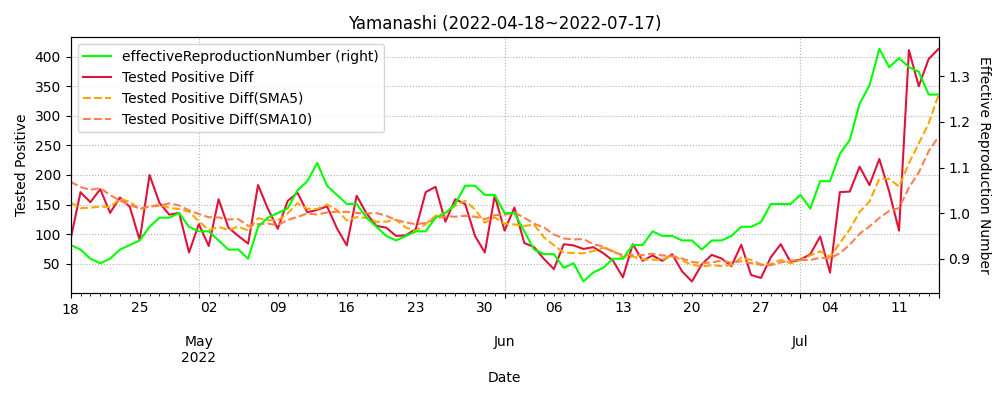 Yamanashi (2022-04-18~2022-07-17)
effectiveReproductionNumber (right)
Tested Positive Diff
Tested Positive Diff(SMA5)
Tested Positive Diff(SMA10)
Tested Positive
400
350
300
250
200
150
100
50
1.3
1.2
1.1
1.0
0.9
Effective Reproduction Number
18 25 02 09 16 23 30 06 13 20 27 04 11
May Jun Jul
2022
Date